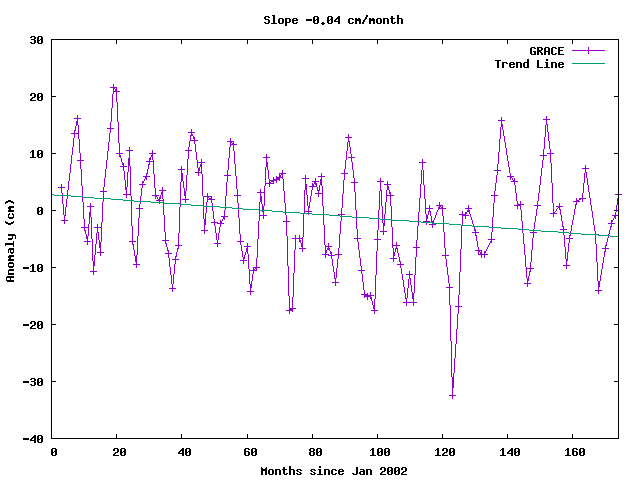 Slope -0.04 cm/month
GRACE
Trend Line
30
20
10
0
-10
-20
-30
-40
Anomaly (cm)
0 20 40 60 80 100 120 140 160
Months since Jan 2002